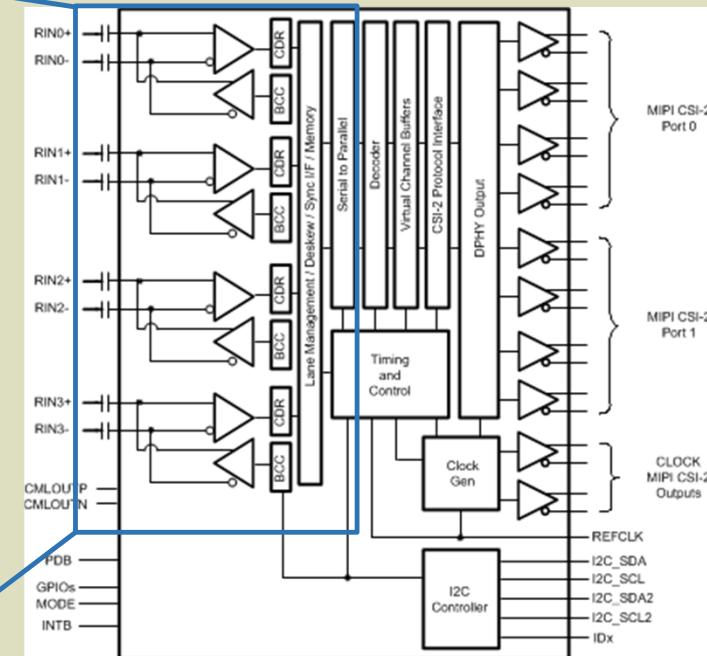 RIN0+
RIN0-
CDR
BCC
RIN1+
RIN1-
CDR
BCC
RIN2+
RIN2-
CDR
BCC
RIN3+
RIN3-
CDR
BCC
Lane Management / Deskew / Sync I/F / Memory
Serial to Parallel
Decoder
Virtual Channel Buffers
CSI-2 Protocol Interface
DPHY Output
Timing
and
Control
Clock
Gen
I2C
Controller
MIPI CSI-2
Port 0
MIPI CSI-2
Port 1
CLOCK
MIPI CSI-2
Outputs
REFCLK
I2C_SDA
I2C_SCL
I2C_SDA2
I2C_SCL2
IDx
CMLOUTP
CMLOUTN
PDB
GPIOs
MODE
INTB